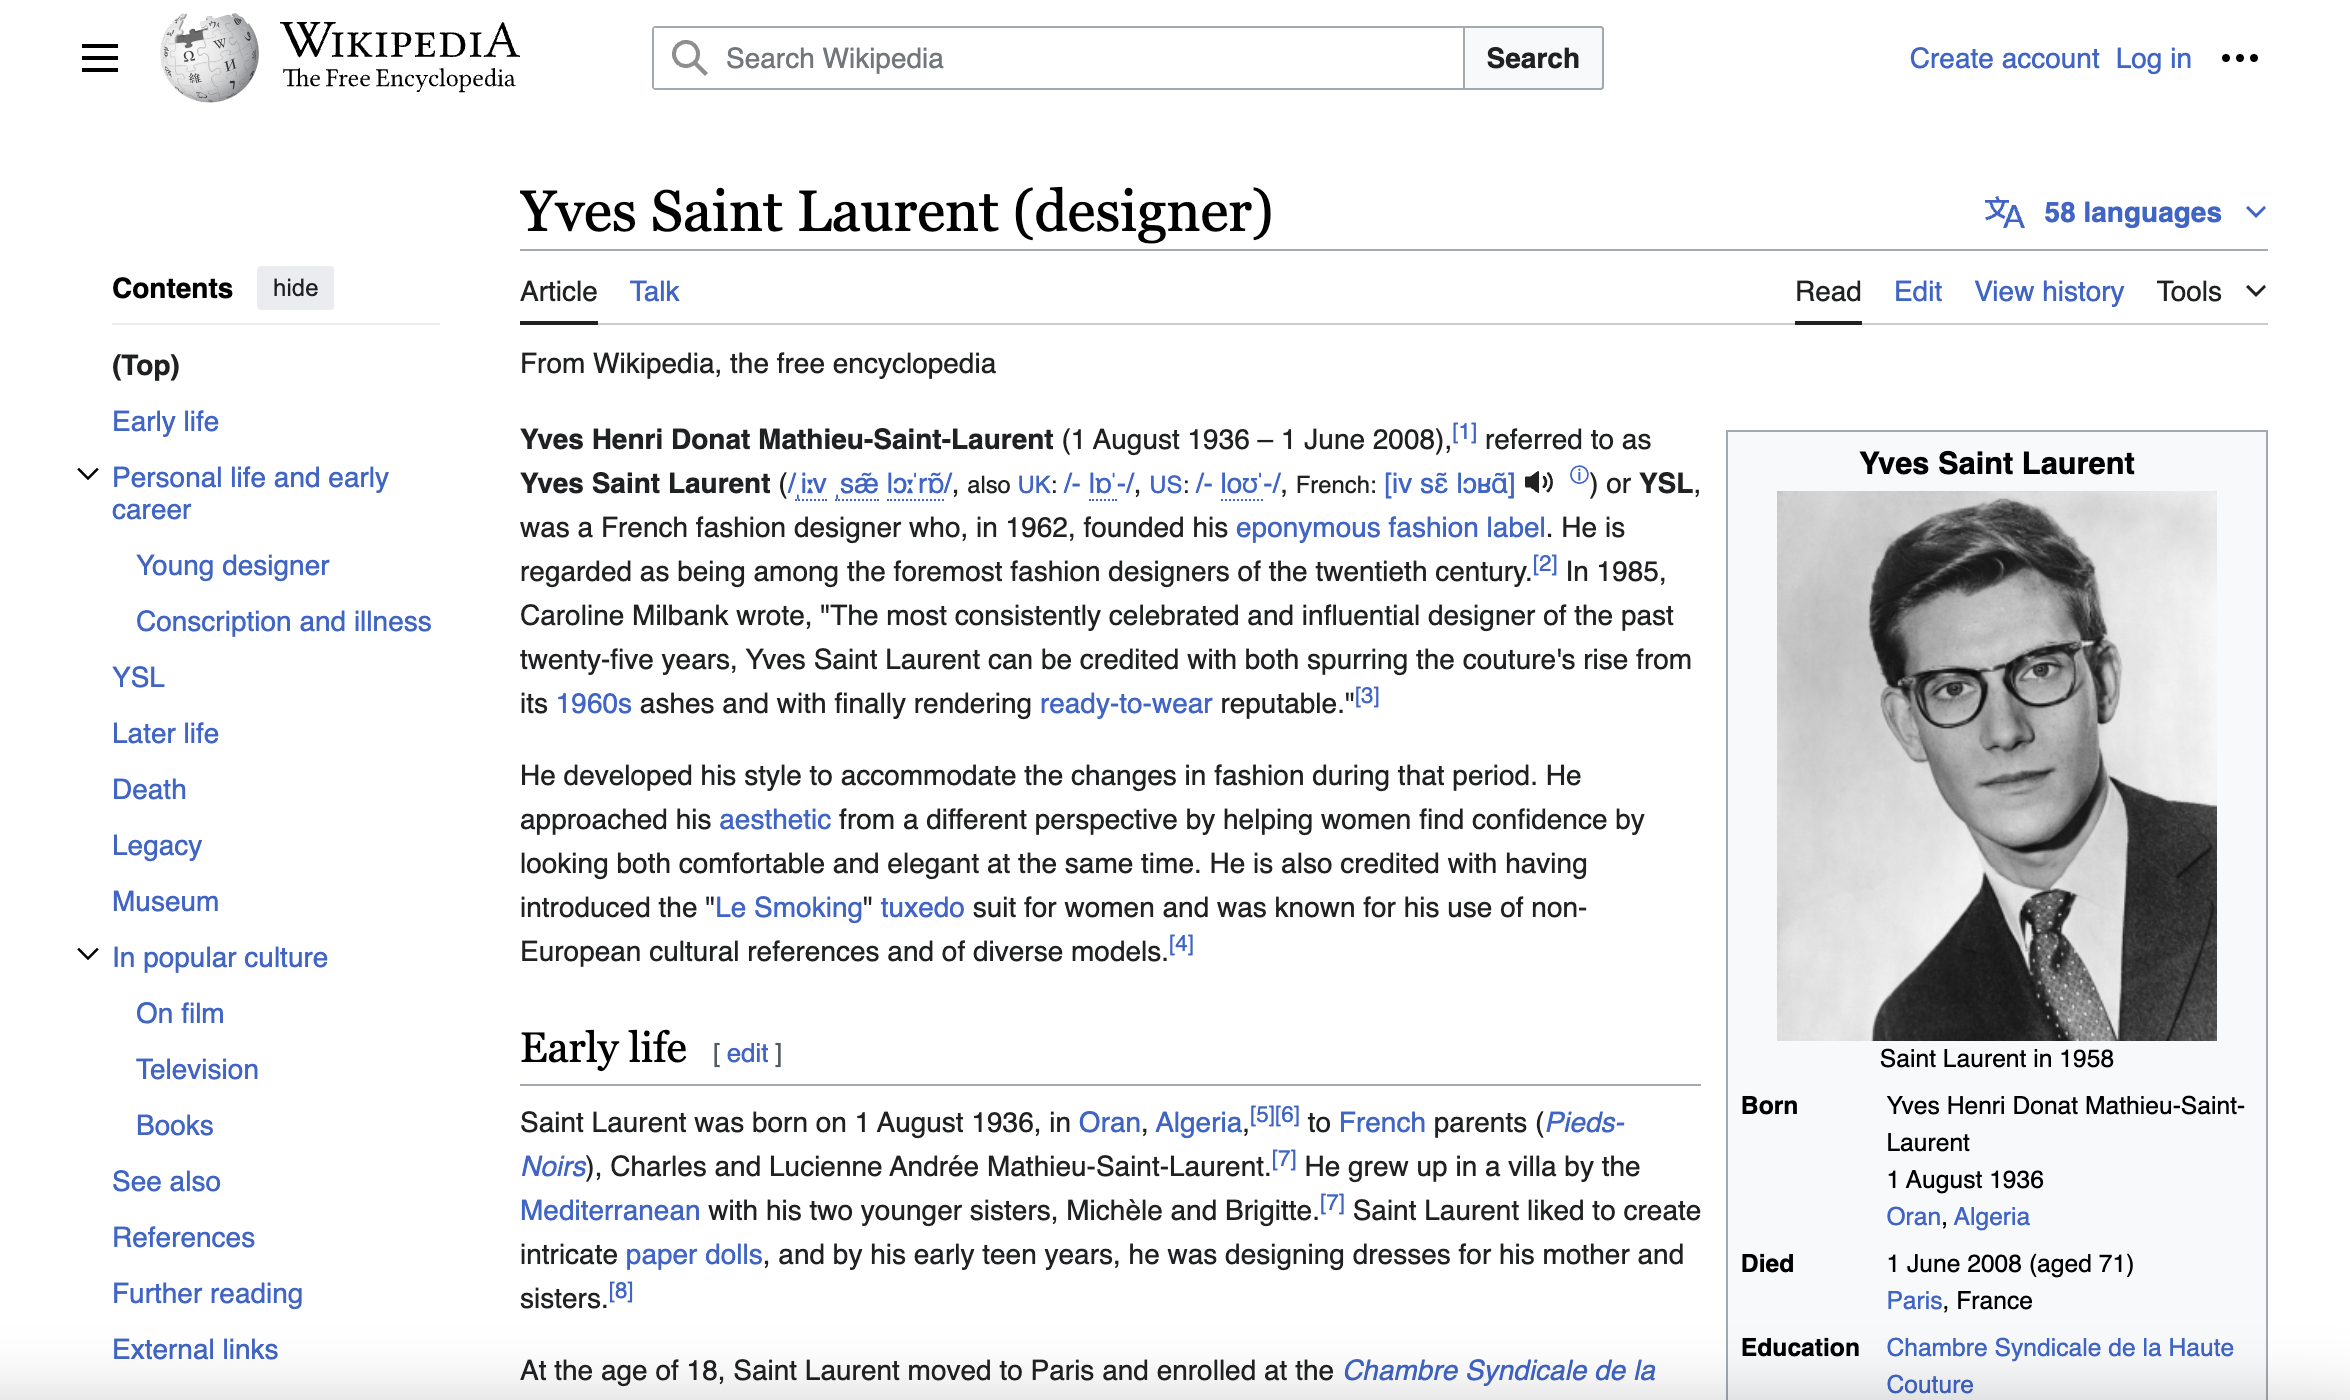 WIKIPEDIA
The Free Encyclopedia
Search Wikipedia
Search
Create account Log in
Yves Saint Laurent (designer)
58 languages
Contents hide
Article Talk
Read Edit View history Tools
(Top)
Early life
Personal life and early
career
Young designer
Conscription and illness
YSL
Later life
Death
Legacy
Museum
In popular culture
On film
Television
Books
See also
References
Further reading
External links
From Wikipedia, the free encyclopedia
Yves Henri Donat Mathieu-Saint-Laurent (1 August 1936 – 1 June 2008),[1] referred to as
Yves Saint Laurent (/ˌiːv ˌsæ̃ lɔːˈrɒ̃/, also UK: /- lɒˈ-/, US: /- loʊˈ-/, French: [iv sɛ̃ lɔʁɑ̃] ⓘ) or YSL,
was a French fashion designer who, in 1962, founded his eponymous fashion label. He is
regarded as being among the foremost fashion designers of the twentieth century.[2] In 1985,
Caroline Milbank wrote, "The most consistently celebrated and influential designer of the past
twenty-five years, Yves Saint Laurent can be credited with both spurring the couture's rise from
its 1960s ashes and with finally rendering ready-to-wear reputable."[3]
He developed his style to accommodate the changes in fashion during that period. He
approached his aesthetic from a different perspective by helping women find confidence by
looking both comfortable and elegant at the same time. He is also credited with having
introduced the "Le Smoking" tuxedo suit for women and was known for his use of non-
European cultural references and of diverse models.[4]
Early life [ edit ]
Saint Laurent was born on 1 August 1936, in Oran, Algeria,[5][6] to French parents (Pieds-
Noirs), Charles and Lucienne Andrée Mathieu-Saint-Laurent.[7] He grew up in a villa by the
Mediterranean with his two younger sisters, Michèle and Brigitte.[7] Saint Laurent liked to create
intricate paper dolls, and by his early teen years, he was designing dresses for his mother and
sisters.[8]
At the age of 18, Saint Laurent moved to Paris and enrolled at the Chambre Syndicale de la
Yves Saint Laurent
Saint Laurent in 1958
Born Yves Henri Donat Mathieu-Saint-
Laurent
1 August 1936
Oran, Algeria
Died 1 June 2008 (aged 71)
Paris, France
Education Chambre Syndicale de la Haute
Couture